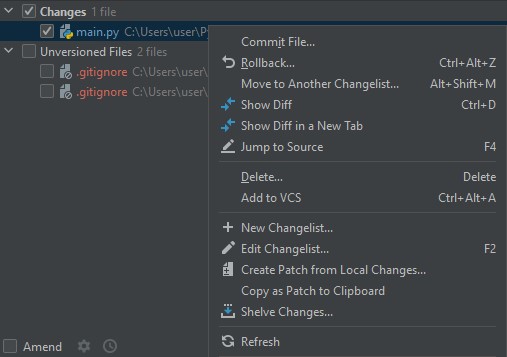 Changes 1 file
main.py C:\Users\user\P
Unversioned Files 2 files
.gitignore C:\Users\user\
.gitignore C:\Users\user\
Commit File...
Rollback... Ctrl+Alt+Z
Move to Another Changelist... Alt+Shift+M
Show Diff Ctrl+D
Show Diff in a New Tab
Jump to Source F4
Delete... Delete
Add to VCS Ctrl+Alt+A
New Changelist...
Edit Changelist... F2
Create Patch from Local Changes...
Copy as Patch to Clipboard
Shelve Changes...
Refresh
Amend